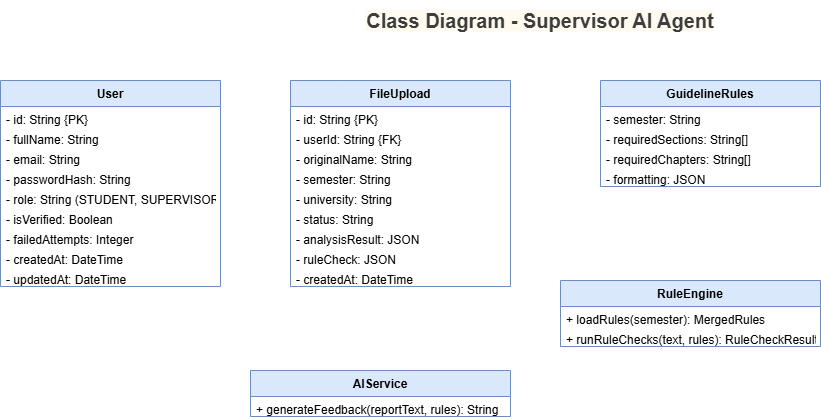 Class Diagram - Supervisor AI Agent
User
- id: String {PK}
- fullName: String
- email: String
- passwordHash: String
- role: String (STUDENT, SUPERVISOR
- isVerified: Boolean
- failedAttempts: Integer
- createdAt: DateTime
- updatedAt: DateTime
FileUpload
- id: String {PK}
- userId: String {FK}
- originalName: String
- semester: String
- university: String
- status: String
- analysisResult: JSON
- ruleCheck: JSON
- createdAt: DateTime
GuidelineRules
- semester: String
- requiredSections: String[]
- requiredChapters: String[]
- formatting: JSON
RuleEngine
+ loadRules(semester): MergedRules
+ runRuleChecks(text, rules): RuleCheckResult
AIService
+ generateFeedback(reportText, rules): String